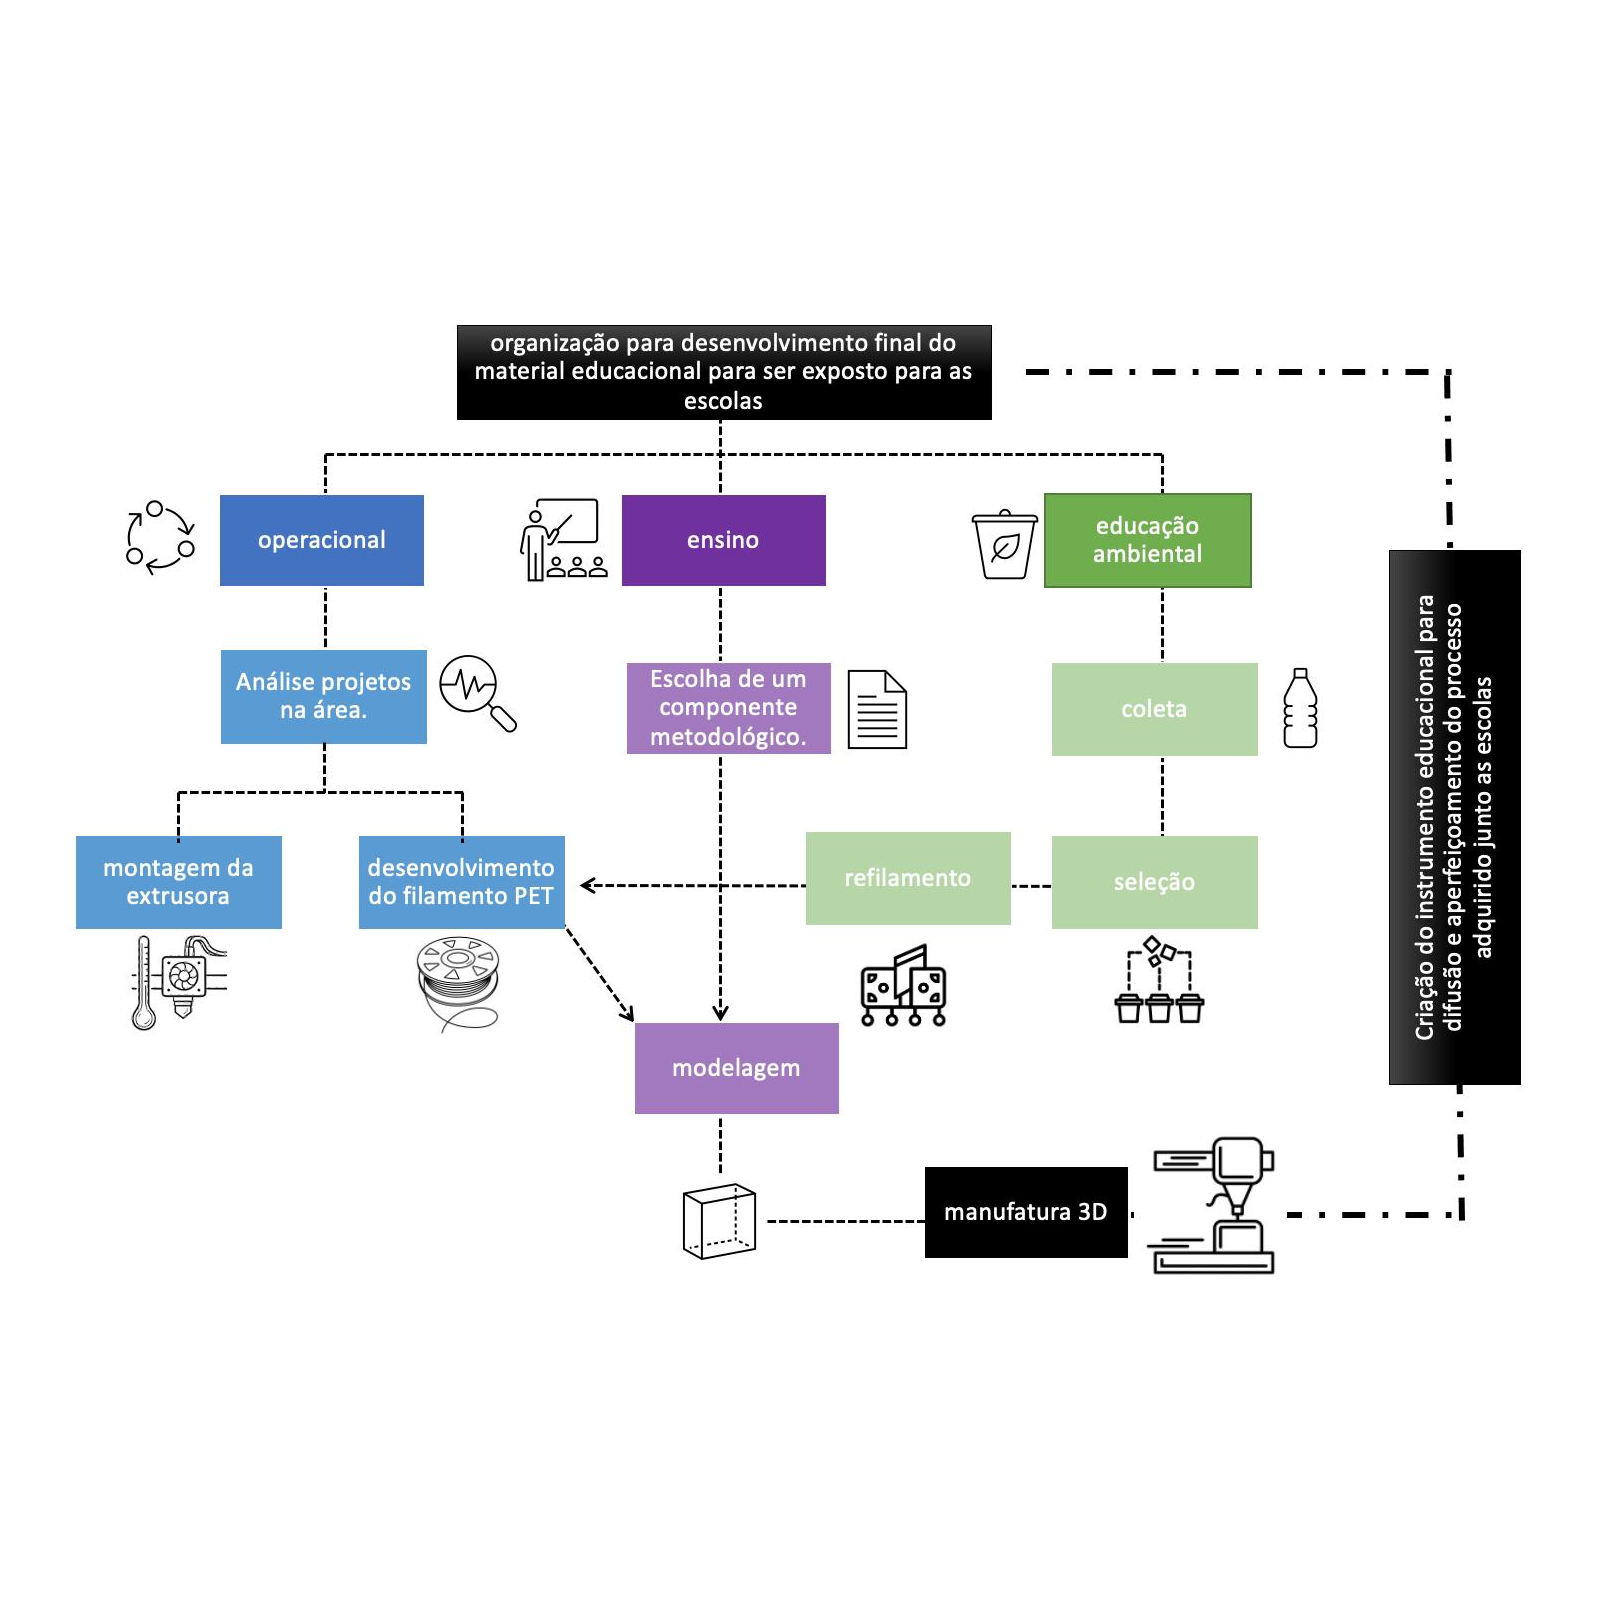 organização para desenvolvimento final do
material educacional para ser exposto para as
escolas
operacional
ensino
educação
ambiental
Análise projetos
na área.
Escolha de um
componente
metodológico.
coleta
montagem da
extrusora
desenvolvimento
do filamento PET
refilamento
seleção
modelagem
manufatura 3D
Criação do instrumento educacional para
difusão e aperfeiçoamento do processo
adquirido junto as escolas